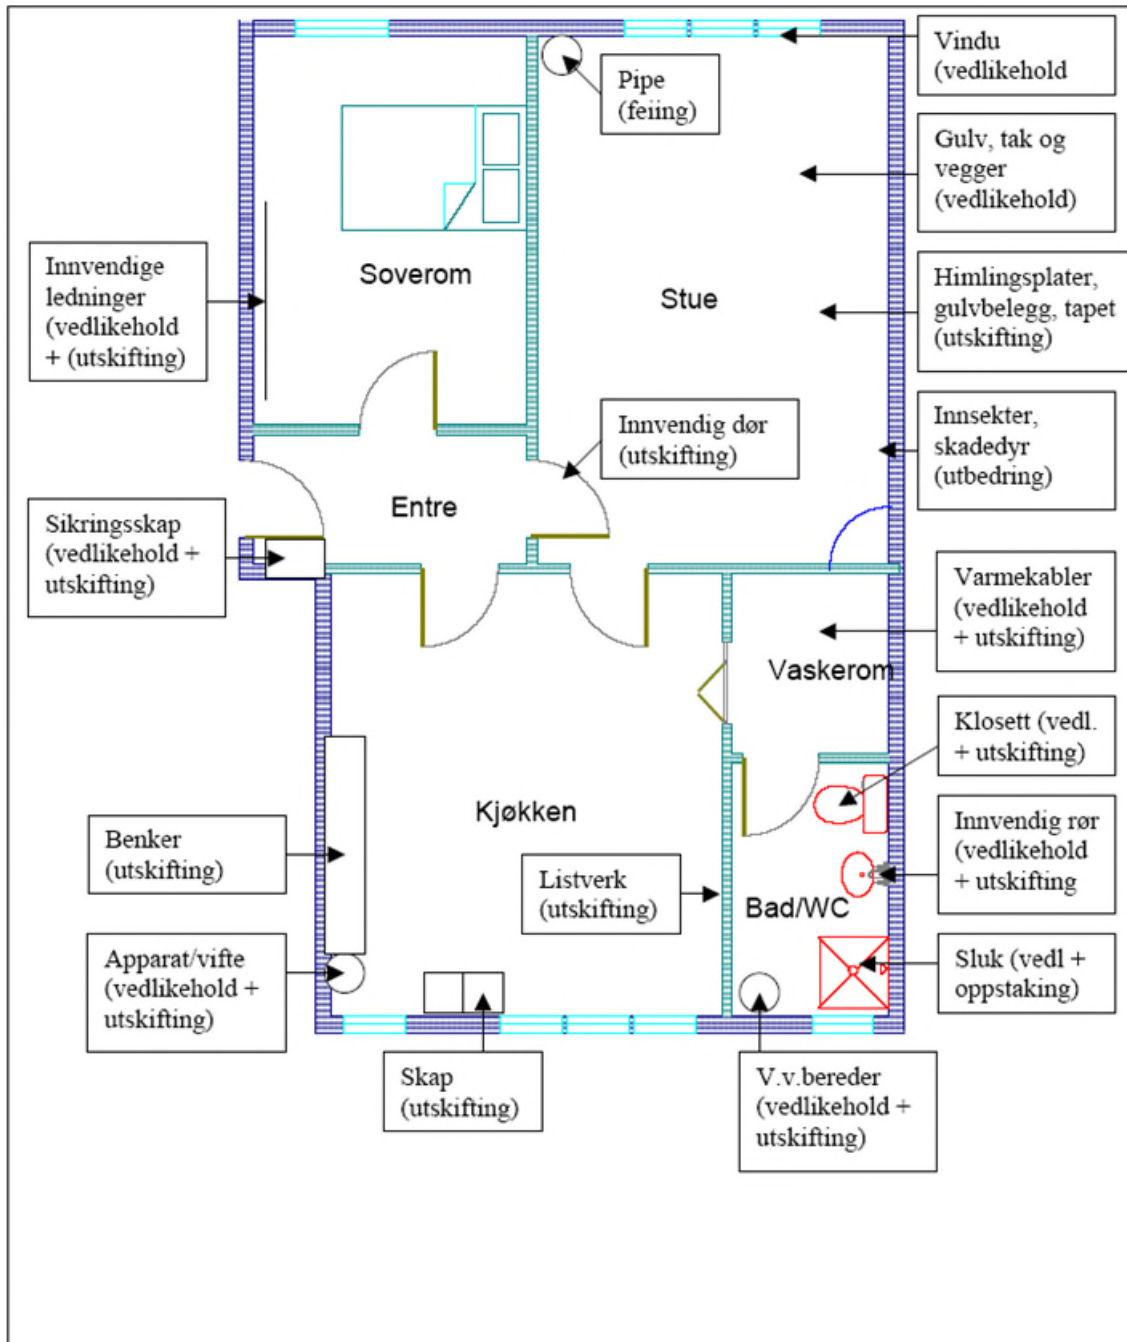 Vindu
(vedlikehold
Pipe
(feiing)
Gulv, tak og
vegger
(vedlikehold)
Innvendige
ledninger
(vedlikehold
+ (utskifting)
Soverom
Stue
Himlingsplater,
gulvbelegg, tapet
(utskifting)
Innvendig dør
(utskifting)
Innsekter,
skadedyr
(utbedring)
Entre
Sikringsskap
(vedlikehold +
utskifting)
Varmekabler
(vedlikehold
+ utskifting)
Vaskerom
Klosett (vedl.
+ utskifting)
Kjøkken
Benker
(utskifting)
Listverk
(utskifting)
Innvendig rør
(vedlikehold
+ utskifting
Bad/WC
Apparat/vifte
(vedlikehold +
utskifting)
Sluk (vedl +
oppstaking)
Skap
(utskifting)
V.v.bereder
(vedlikehold +
utskifting)